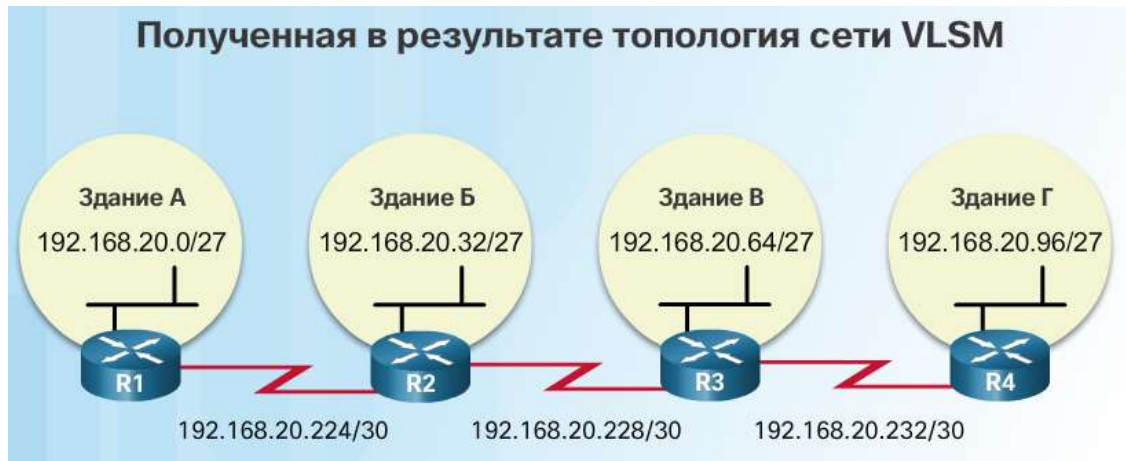 Полученная в результате топология сети VLSM
Здание А
192.168.20.0/27
Здание Б
192.168.20.32/27
Здание В
192.168.20.64/27
Здание Г
192.168.20.96/27
R1
R2
R3
R4
192.168.20.224/30
192.168.20.228/30
192.168.20.232/30